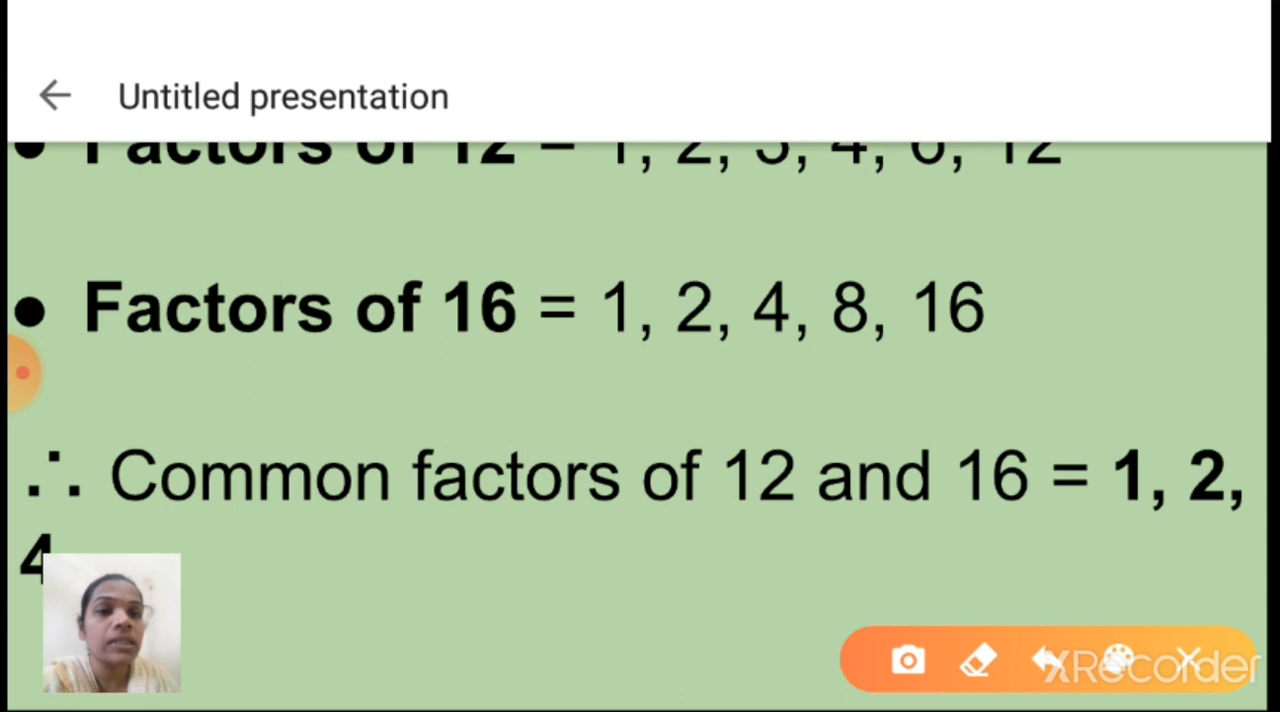 Untitled presentation
• Factors of 12 = 1, 2, 3, 4, 6, 12
• Factors of 16 = 1, 2, 4, 8, 16
∴ Common factors of 12 and 16 = 1, 2,
4
XRecorder